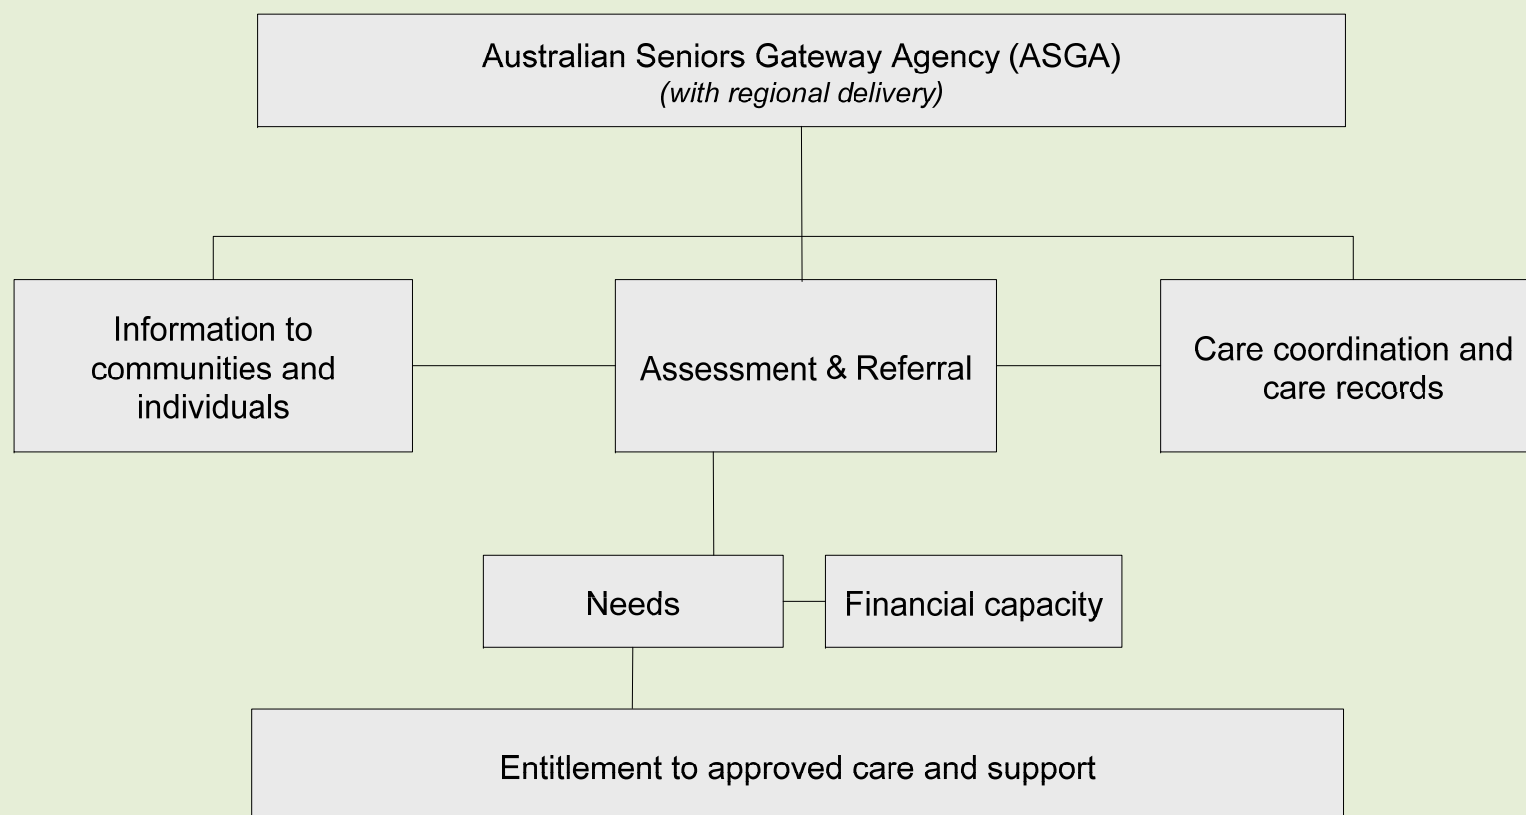 Australian Seniors Gateway Agency (ASGA)
(with regional delivery)
Information to
communities and
individuals
Assessment & Referral
Care coordination and
care records
Needs
Financial capacity
Entitlement to approved care and support